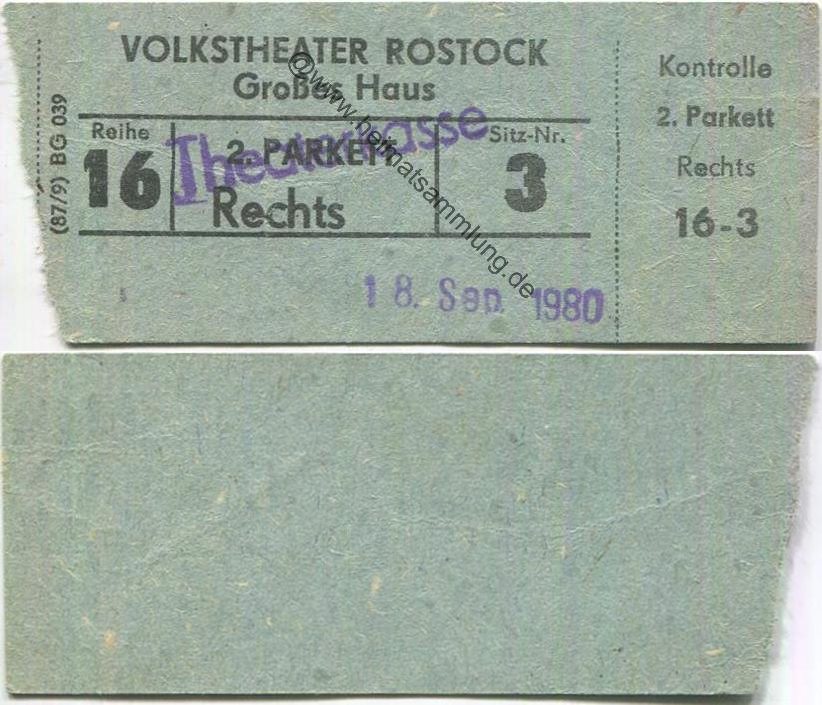 VOLKSTHEATER ROSTOCK
Großes Haus
(87/9) BG 039
Reihe
16
2. PARKETT
Rechts
Sitz-Nr.
3
Theaterkasse
18. Sep. 1980
Kontrolle
2. Parkett
Rechts
16-3
@www.heimatsammlung.de